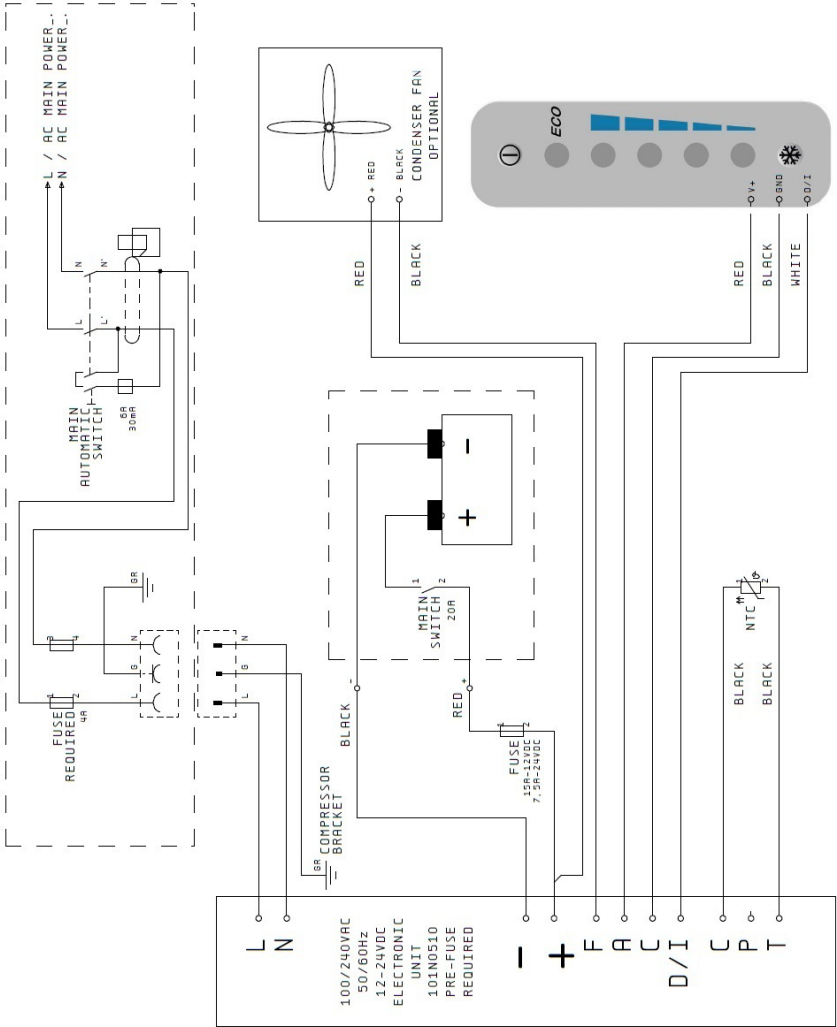 L / AC MAIN POWER_.
N / AC MAIN POWER_.
N
N'
L
L'
MAIN
AUTOMATIC
SWITCH
6A
30mA
GR
3
4
N
G
L
1
2
FUSE
REQUIRED
4A
N
G
L
+ RED
- BLACK
CONDENSER FAN
OPTIONAL
RED
BLACK
ECO
V+
GND
D/I
RED
BLACK
WHITE
-
+
1
2
MAIN
SWITCH
20A
-
+
BLACK
RED
1
2
FUSE
15A-12VDC
7.5A-24VDC
1
2
NTC
BLACK
BLACK
GR
COMPRESSOR
BRACKET
L
N
100/240VAC
50/60Hz
12-24VDC
ELECTRONIC
UNIT
101N0510
PRE-FUSE
REQUIRED
-
+
F
A
C
D/I
C
P
T